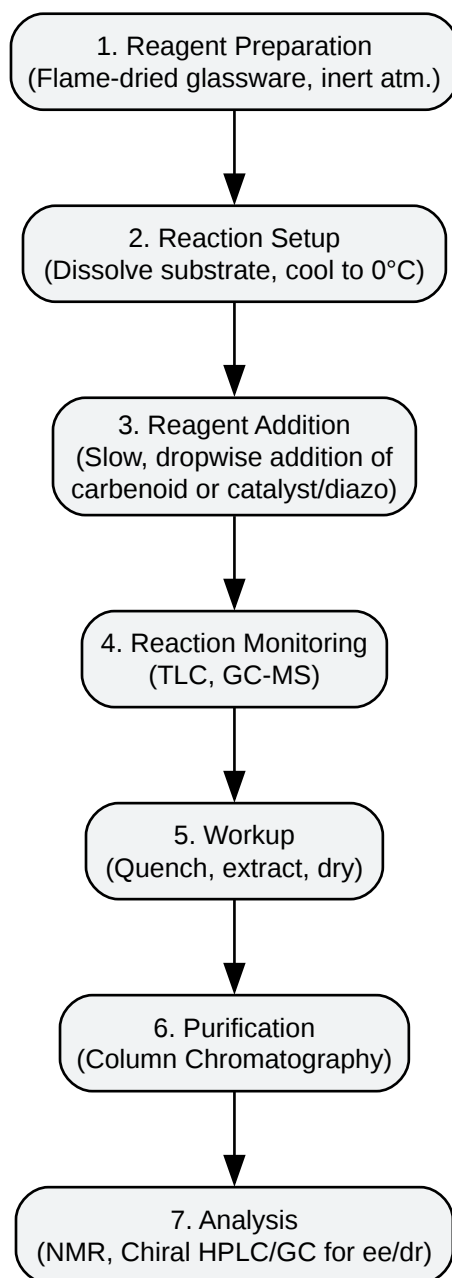 1. Reagent Preparation
(Flame-dried glassware, inert atm.)
2. Reaction Setup
(Dissolve substrate, cool to 0°C)
3. Reagent Addition
(Slow, dropwise addition of
carbenoid or catalyst/diazo)
4. Reaction Monitoring
(TLC, GC-MS)
5. Workup
(Quench, extract, dry)
6. Purification
(Column Chromatography)
7. Analysis
(NMR, Chiral HPLC/GC for ee/dr)